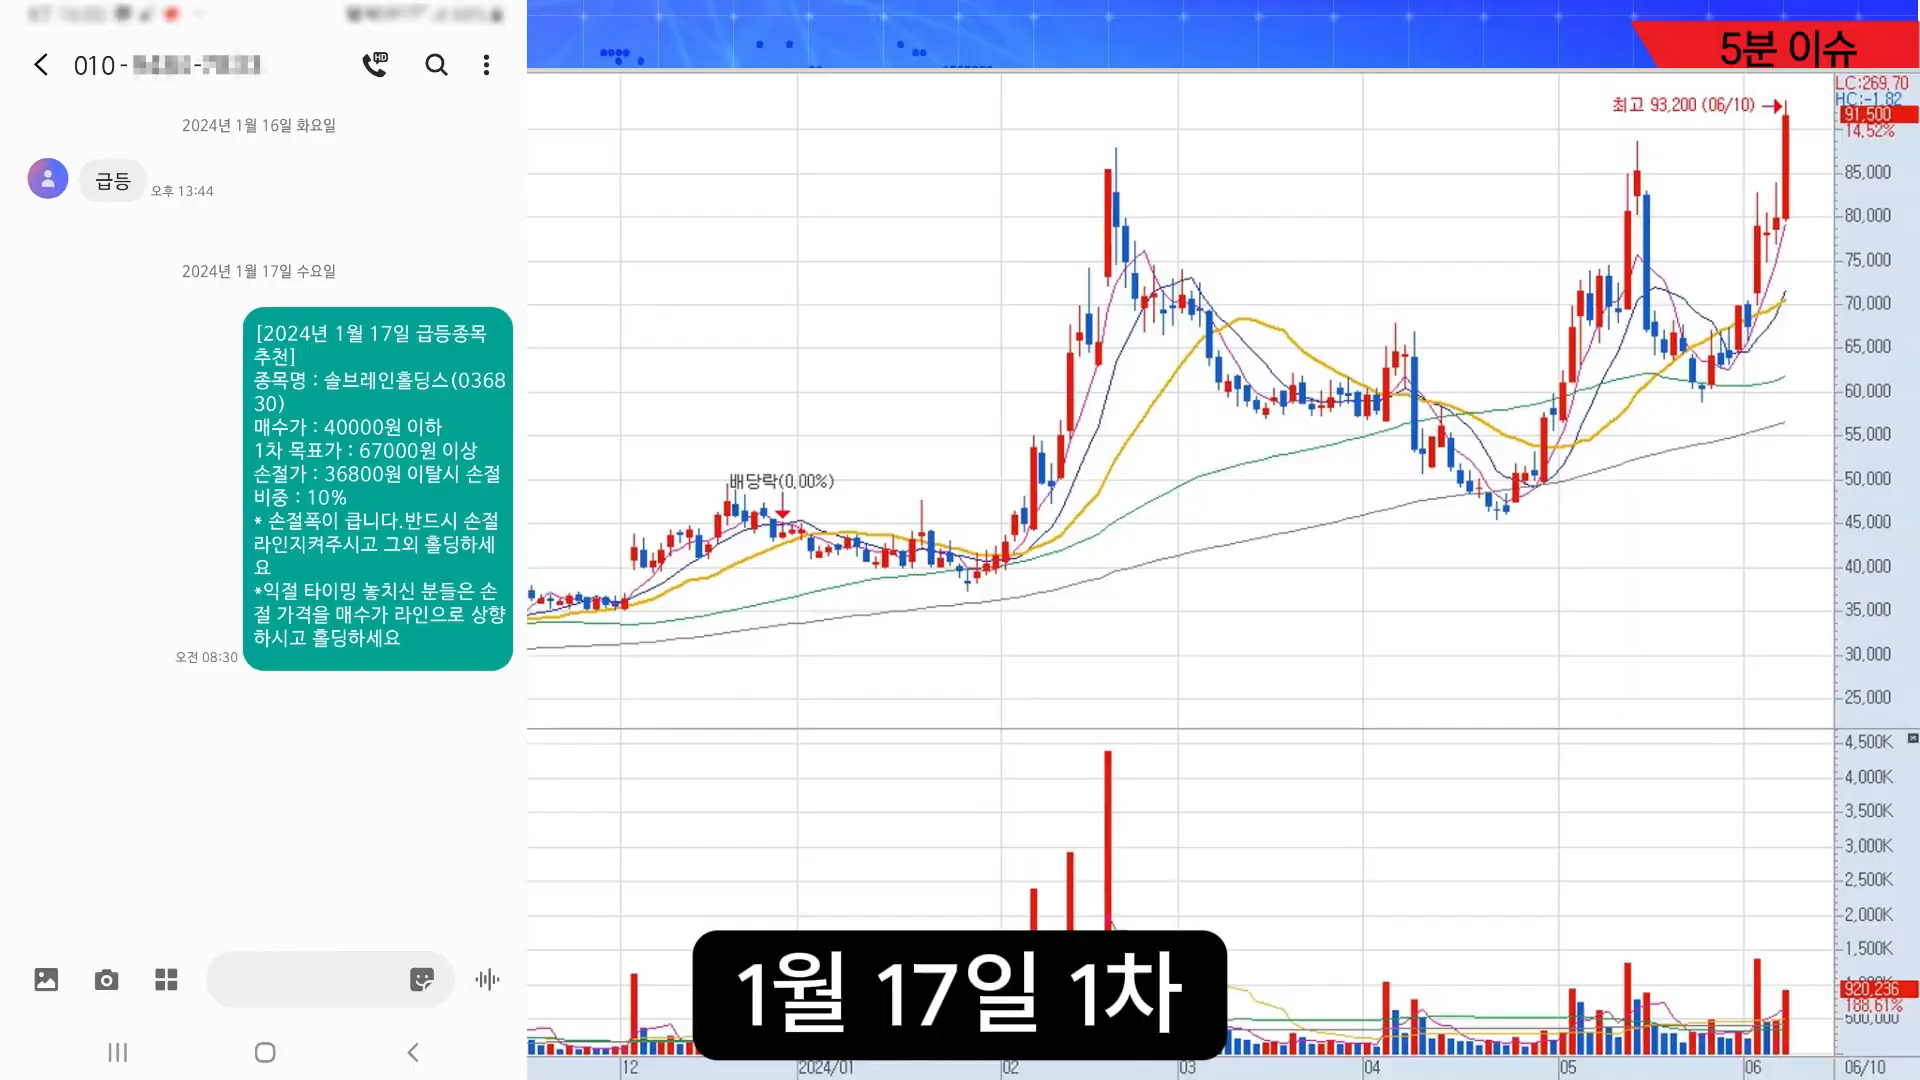 010-
2024년 1월 16일 화요일
급등
오후 13:44
2024년 1월 17일 수요일
[2024년 1월 17일 급등종목
추천]
종목명 : 솔브레인홀딩스(0368
30)
매수가 : 40000원 이하
1차 목표가 : 67000원 이상
손절가 : 36800원 이탈시 손절
비중 : 10%
* 손절폭이 큽니다.반드시 손절
라인지켜주시고 그외 홀딩하세
요
*익절 타이밍 놓치신 분들은 손
절 가격을 매수가 라인으로 상향
하시고 홀딩하세요
오전 08:30
5분 이슈
최고 93,200 (06/10)
배당락(0,00%)
LC:269,70
HC:-1,82
91,500
14,52%
85,000
80,000
75,000
70,000
65,000
60,000
55,000
50,000
45,000
40,000
35,000
30,000
25,000
4,500K
4,000K
3,500K
3,000K
2,500K
2,000K
1,500K
920,236
188,61%
500,000
12
2024/01
02
03
04
05
06
06/10
1월 17일 1차